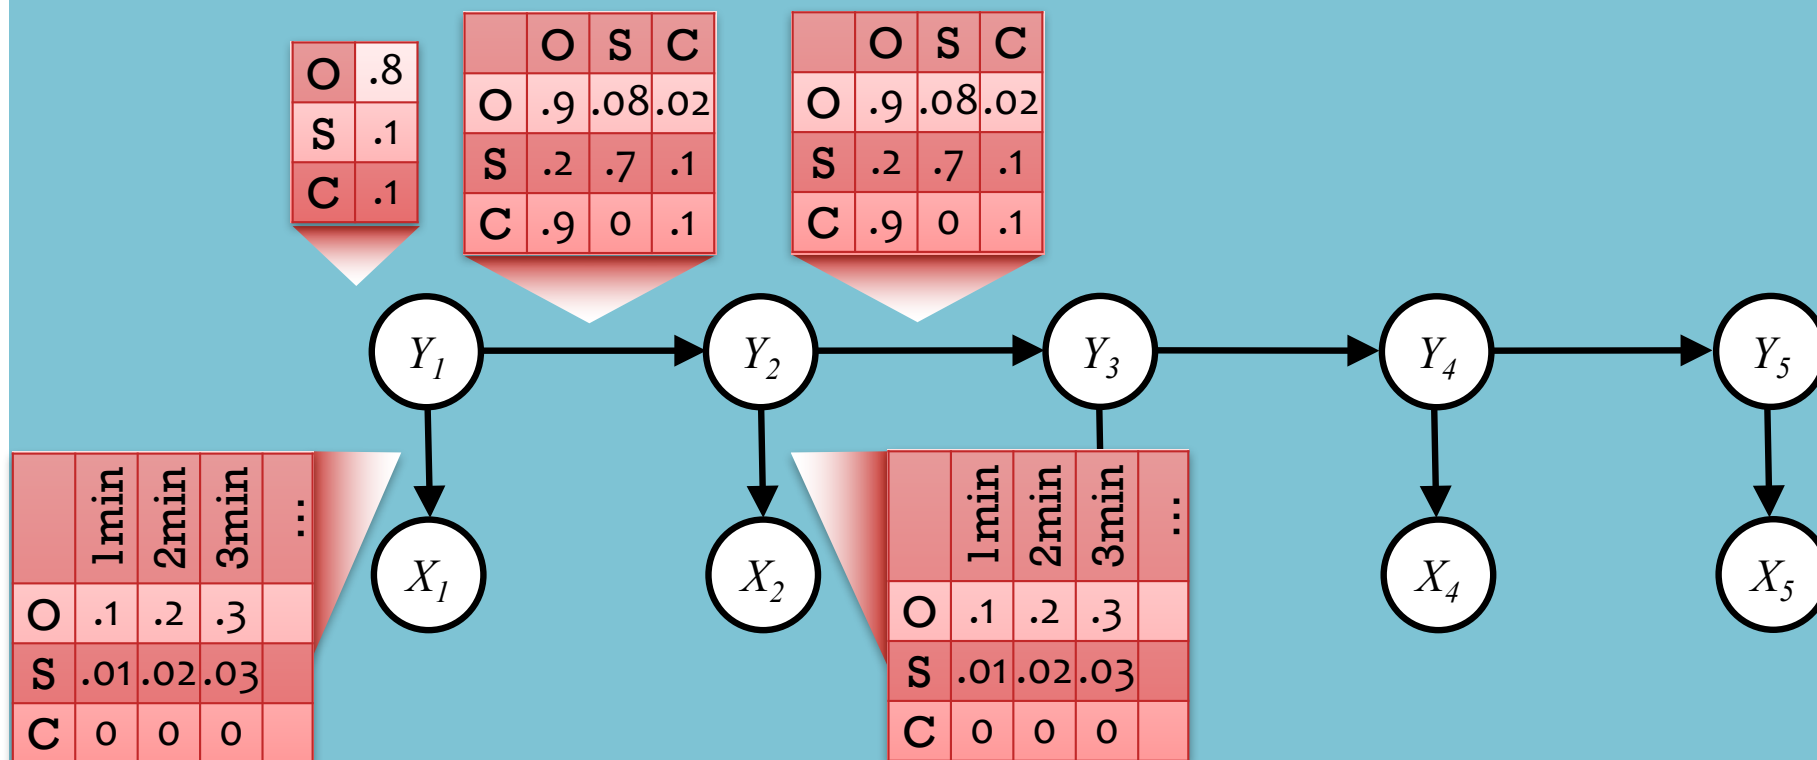 O .8
S .1
C .1
O S C
O .9 .08 .02
S .2 .7 .1
C .9 0 .1
O S C
O .9 .08 .02
S .2 .7 .1
C .9 0 .1
Y1 Y2 Y3 Y4 Y5
1min 2min 3min ...
O .1 .2 .3
S .01 .02 .03
C 0 0 0
X1 X2
1min 2min 3min ...
O .1 .2 .3
S .01 .02 .03
C 0 0 0
X4 X5